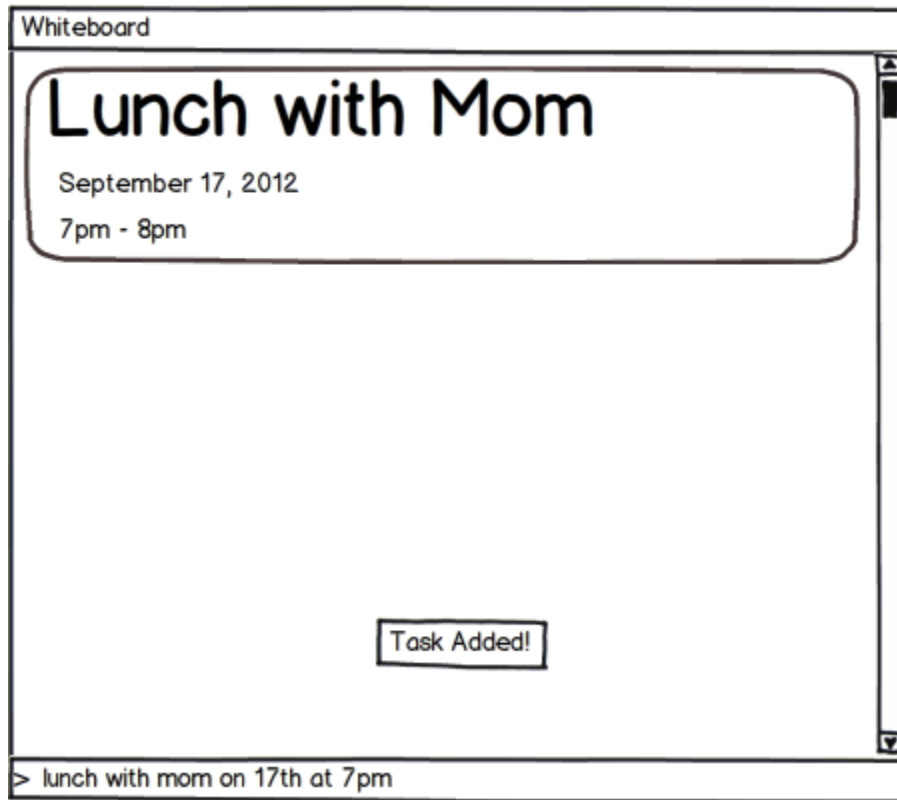 Whiteboard
Lunch with Mom
September 17, 2012
7pm - 8pm
Task Added!
> lunch with mom on 17th at 7pm